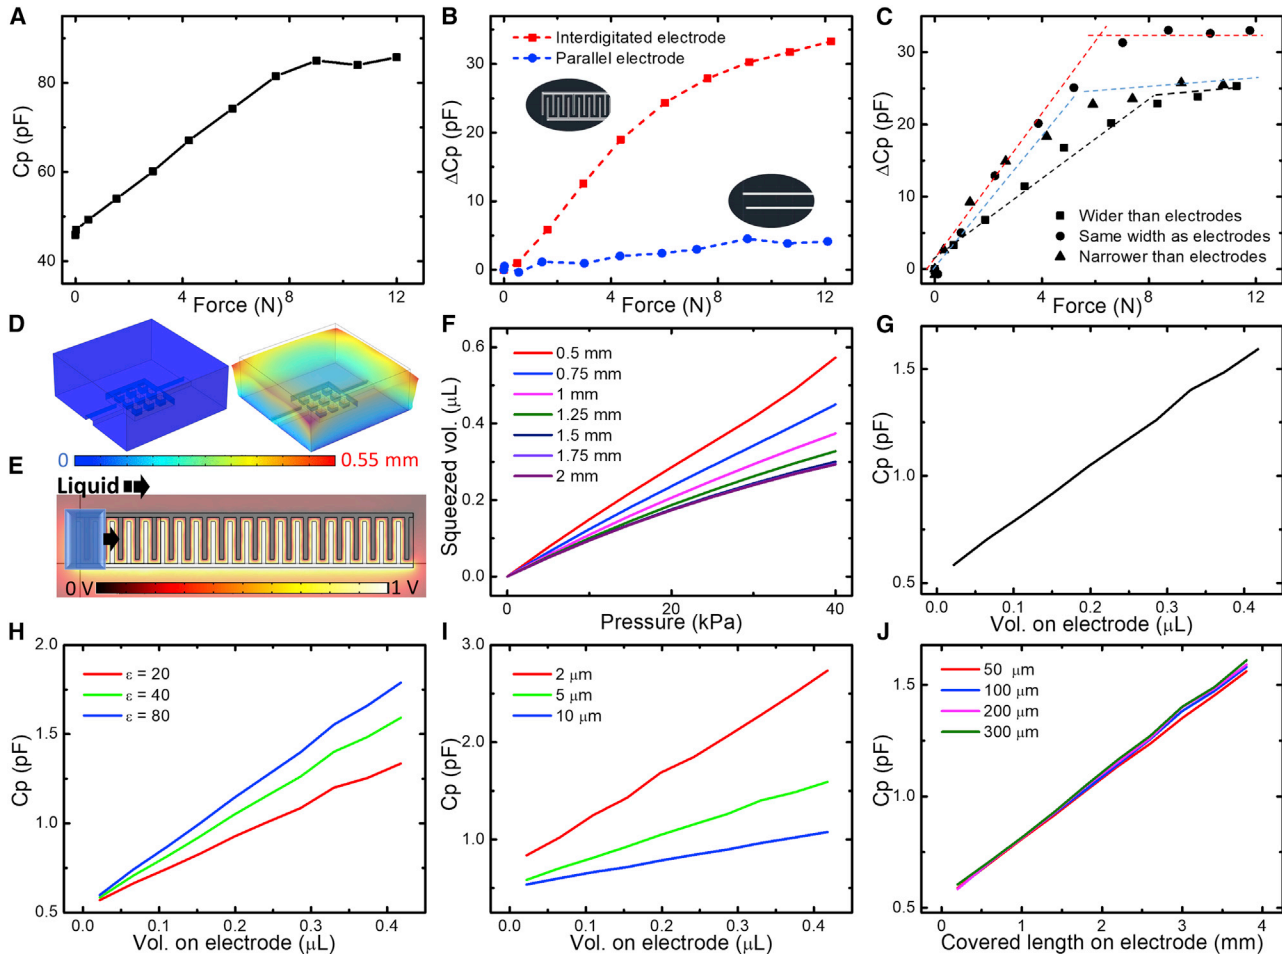 A
Cp (pF)
80
60
40
0
4
8
12
Force (N)
B
ΔCp (pF)
30
20
10
0
Interdigitated electrode
Parallel electrode
0
4
8
12
Force (N)
C
ΔCp (pF)
30
20
10
0
Wider than electrodes
Same width as electrodes
Narrower than electrodes
0
4
8
12
Force (N)
D
0
0.55 mm
E
Liquid
0 V
1 V
F
Squeezed vol. (μL)
0.6
0.4
0.2
0.0
0.5 mm
0.75 mm
1 mm
1.25 mm
1.5 mm
1.75 mm
2 mm
0
20
40
Pressure (kPa)
G
Cp (pF)
1.5
1.0
0.5
0.0
0.1
0.2
0.3
0.4
Vol. on electrode (μL)
H
Cp (pF)
2.0
1.5
1.0
0.5
ε = 20
ε = 40
ε = 80
0.0
0.1
0.2
0.3
0.4
Vol. on electrode (μL)
I
Cp (pF)
3.0
2.0
1.0
2 μm
5 μm
10 μm
0.0
0.1
0.2
0.3
0.4
Vol. on electrode (μL)
J
Cp (pF)
1.5
1.0
0.5
50 μm
100 μm
200 μm
300 μm
0
1
2
3
4
Covered length on electrode (mm)